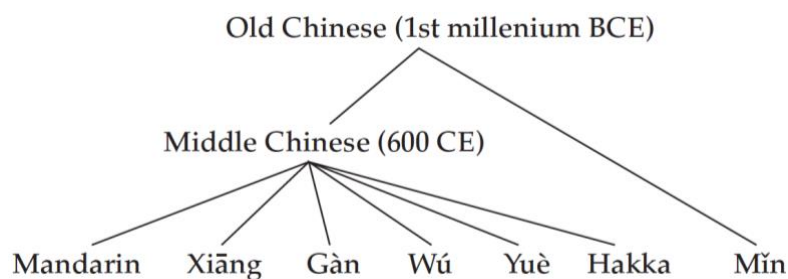 Old Chinese (1st millenium BCE)
Middle Chinese (600 CE)
Mandarin Xiāng Gàn Wú Yuè Hakka Mǐn